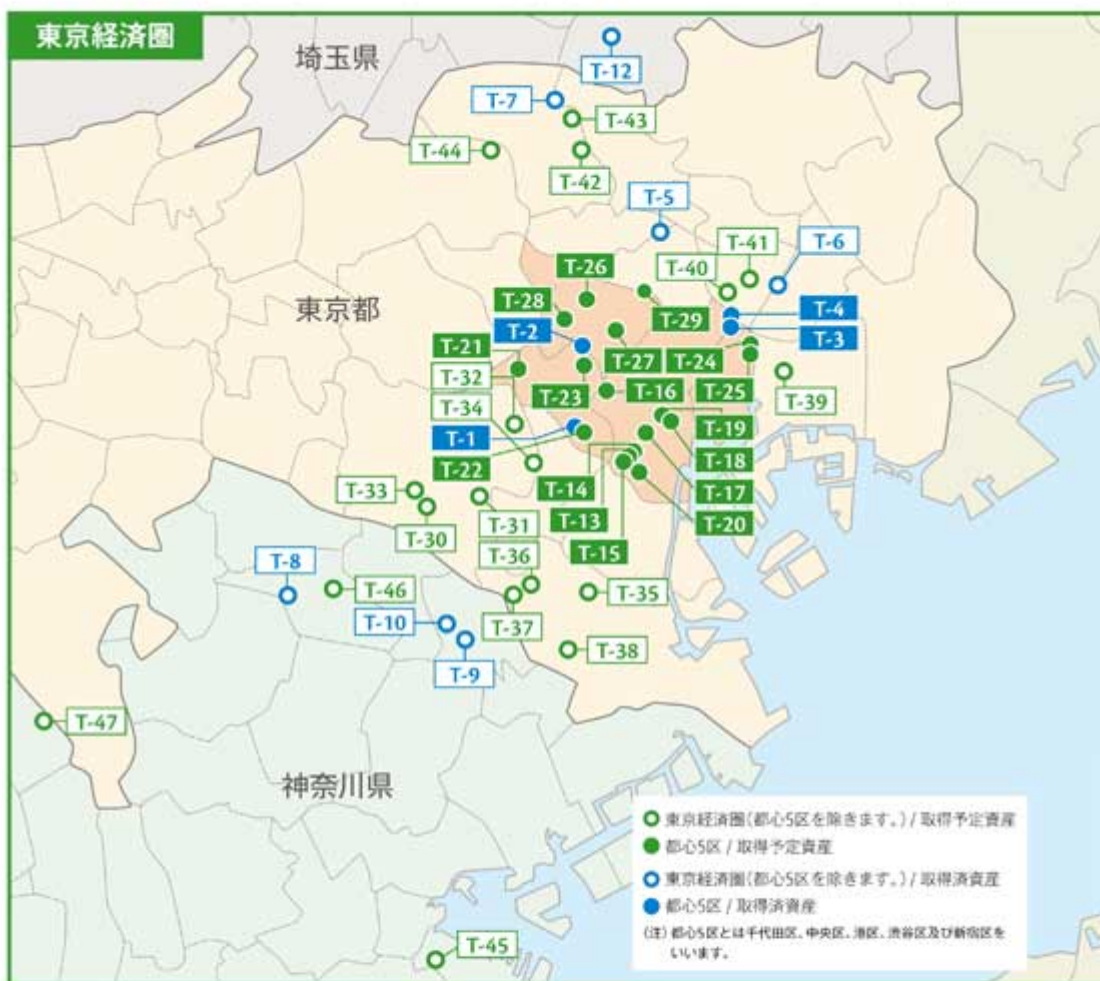 東京経済圏
埼玉県
T-12
T-7
T-43
T-44
T-42
T-5
T-41
T-6
T-40
T-26
T-28
T-29
T-4
東京都
T-2
T-3
T-21
T-27
T-24
T-32
T-23
T-16
T-25
T-39
T-34
T-19
T-1
T-18
T-22
T-14
T-17
T-33
T-31
T-13
T-20
T-30
T-15
T-36
T-8
T-46
T-35
T-10
T-37
T-38
T-9
T-47
神奈川県
東京経済圏(都心5区を除きます。) / 取得予定資産
都心5区 / 取得予定資産
東京経済圏(都心5区を除きます。) / 取得済資産
都心5区 / 取得済資産
(注) 都心5区とは千代田区、中央区、港区、渋谷区及び新宿区を
いいます。
T-45